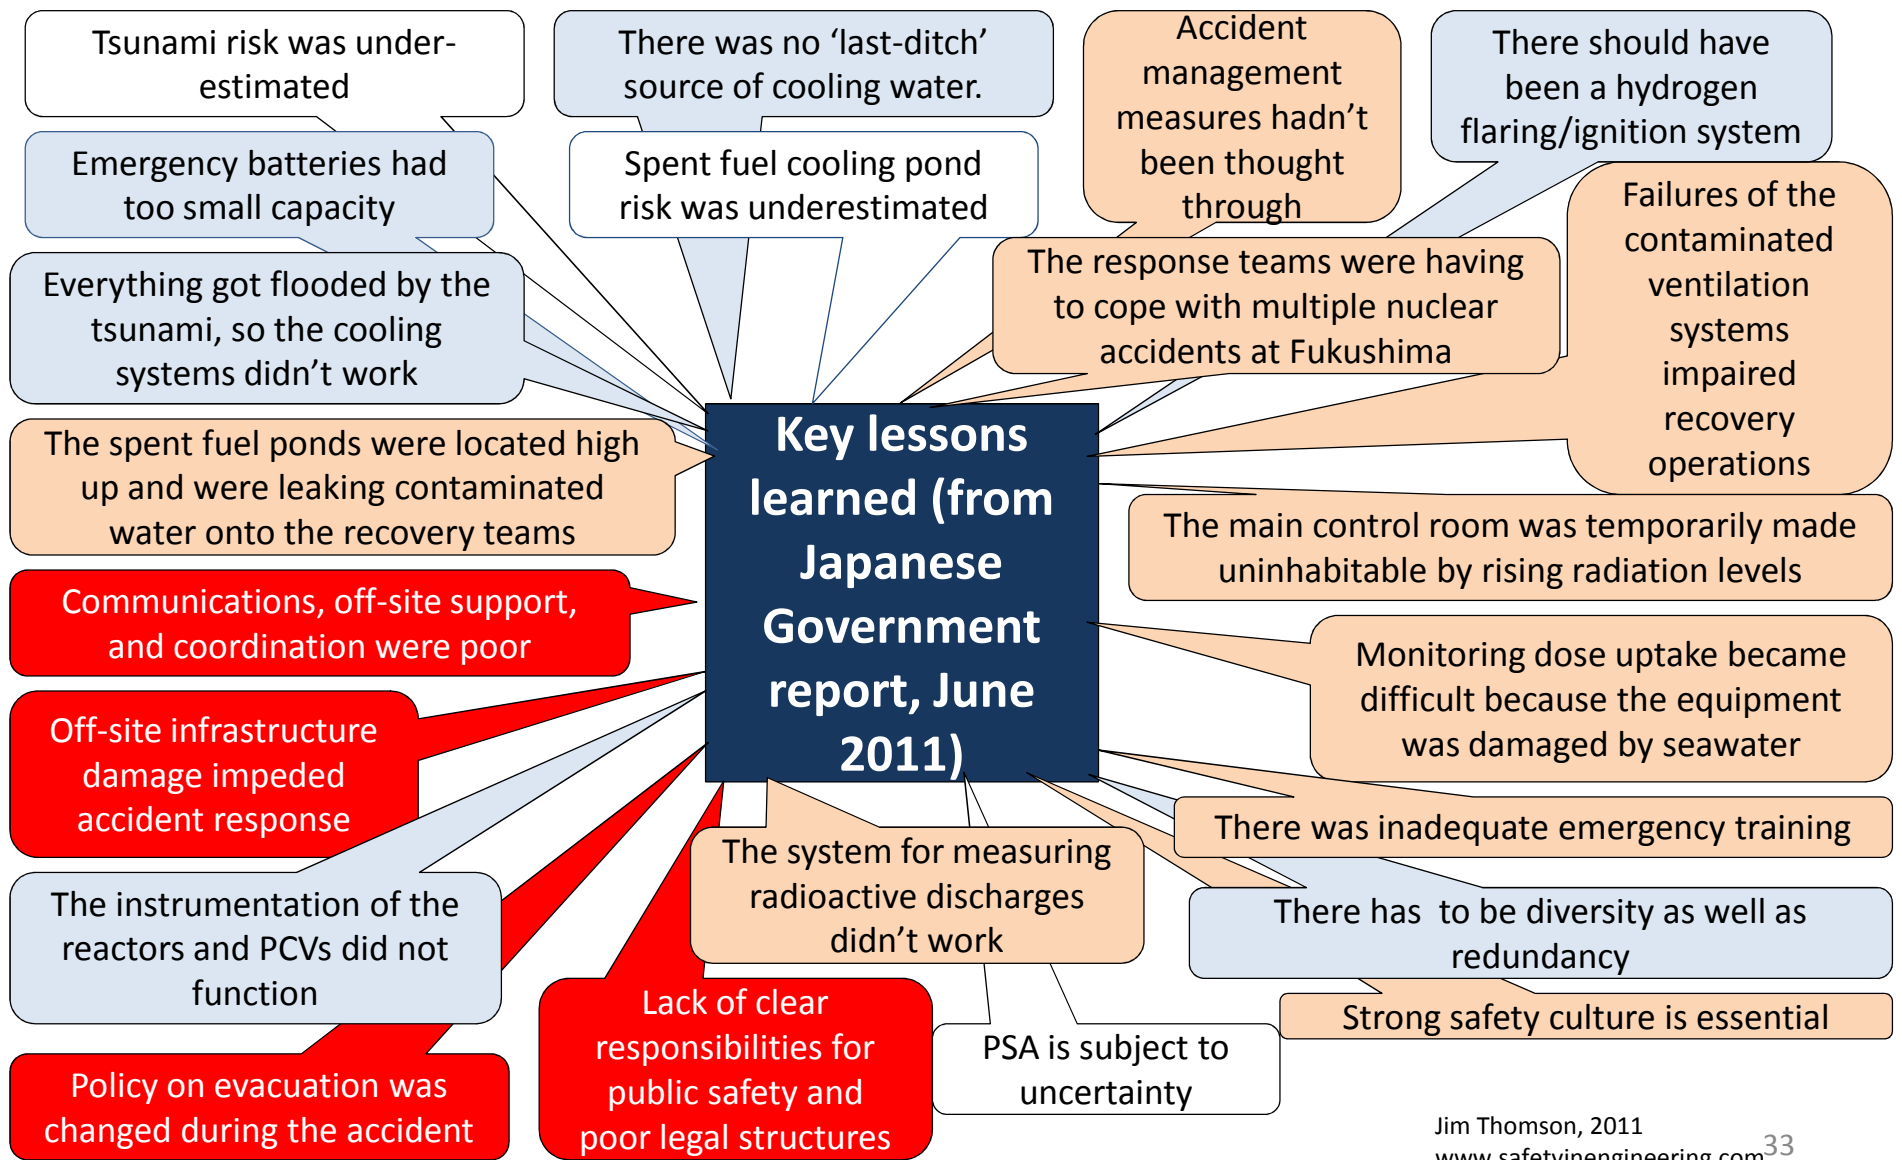 Tsunami risk was under-
estimated
There was no ‘last-ditch’
source of cooling water.
Accident
management
measures hadn’t
been thought
through
There should have
been a hydrogen
flaring/ignition system
Emergency batteries had
too small capacity
Spent fuel cooling pond
risk was underestimated
Failures of the
contaminated
ventilation
systems
impaired
recovery
operations
Everything got flooded by the
tsunami, so the cooling
systems didn’t work
The response teams were having
to cope with multiple nuclear
accidents at Fukushima
The spent fuel ponds were located high
up and were leaking contaminated
water onto the recovery teams
Key lessons
learned (from
Japanese
Government
report, June
2011)
The main control room was temporarily made
uninhabitable by rising radiation levels
Communications, off-site support,
and coordination were poor
Monitoring dose uptake became
difficult because the equipment
was damaged by seawater
Off-site infrastructure
damage impeded
accident response
There was inadequate emergency training
The system for measuring
radioactive discharges
didn’t work
The instrumentation of the
reactors and PCVs did not
function
There has to be diversity as well as
redundancy
Lack of clear
responsibilities for
public safety and
poor legal structures
Strong safety culture is essential
PSA is subject to
uncertainty
Policy on evacuation was
changed during the accident
Jim Thomson, 2011
www.safetyinengineering.com
33